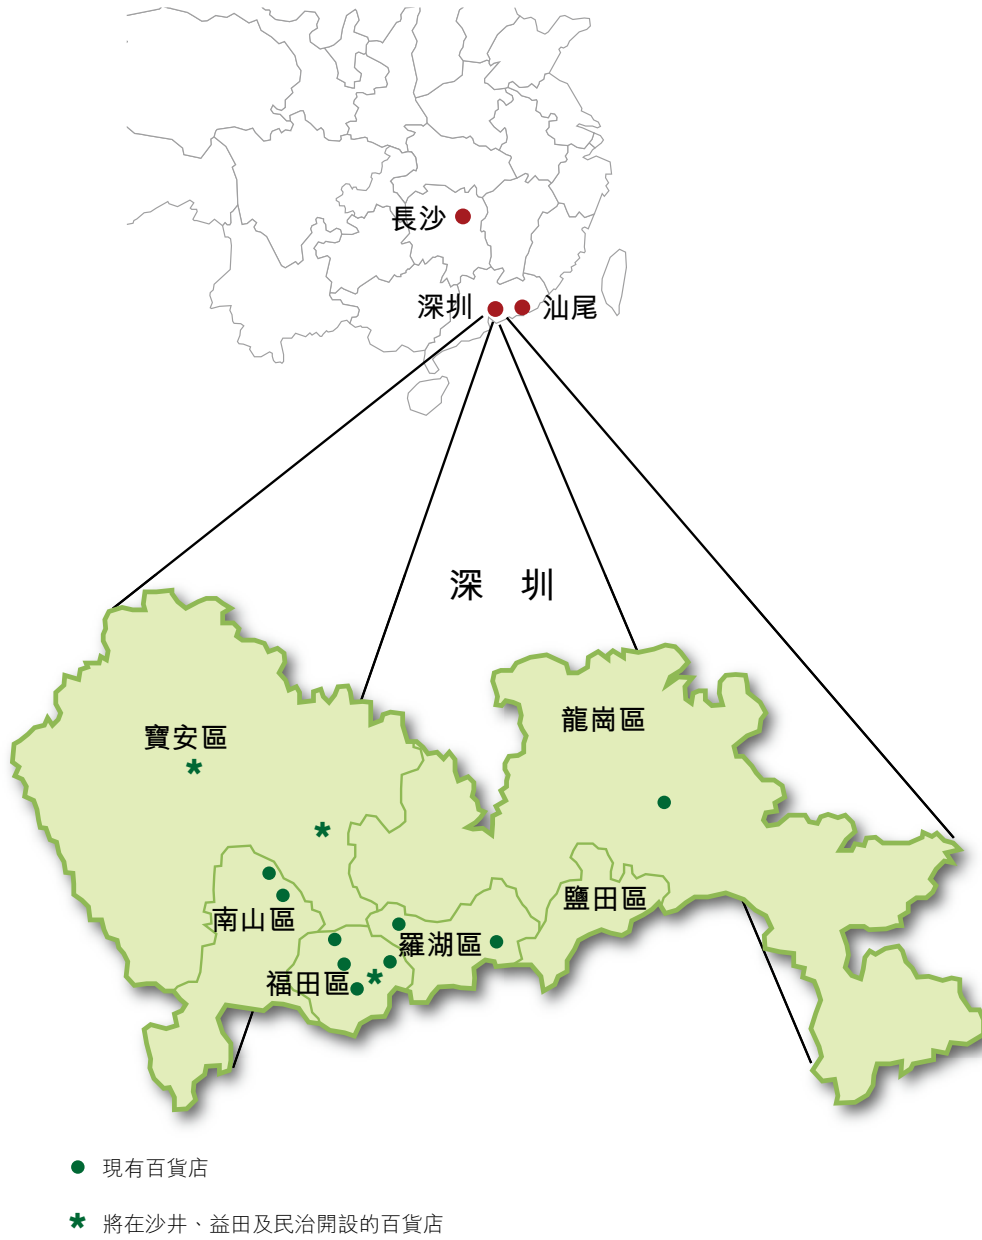 長沙
深圳
汕尾
深 圳
龍崗區
寶安區
鹽田區
南山區
羅湖區
福田區
現有百貨店
* 將在沙井、益田及民治開設的百貨店